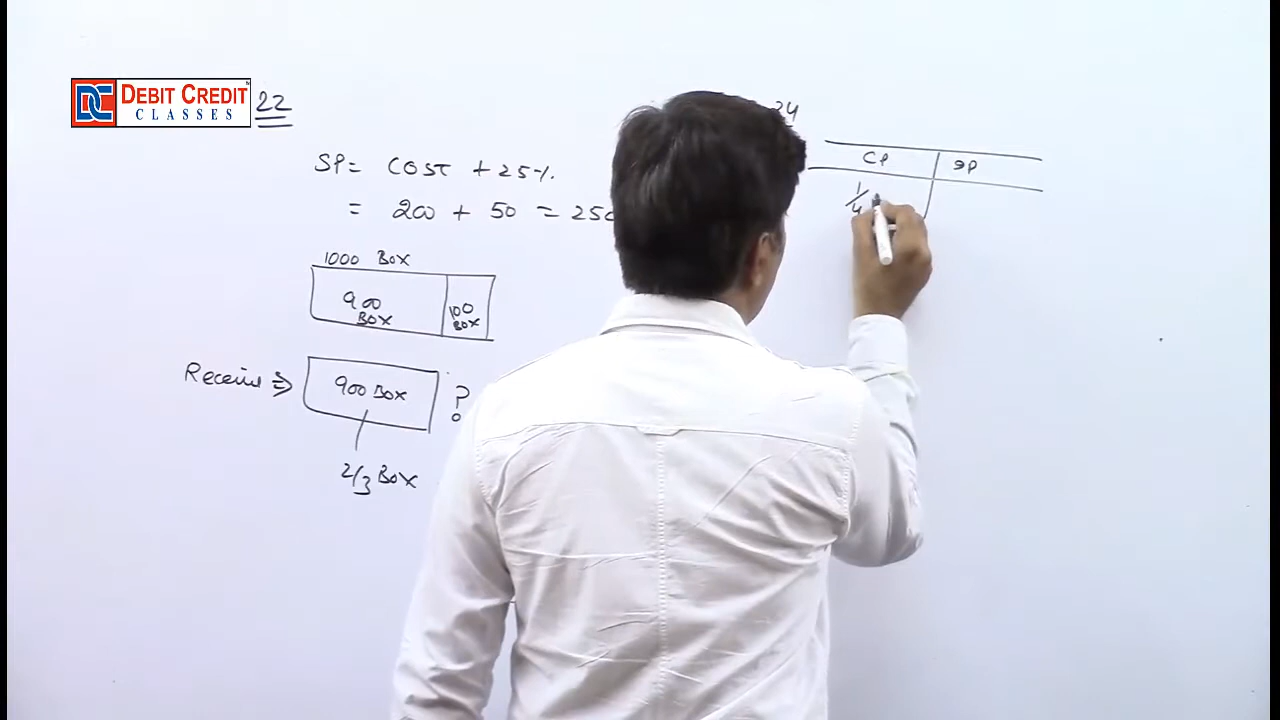 DEBIT CREDIT
CLASSES
22
SP= COST + 25%.
= 200 + 50 = 250
1000 BOX
900
BOX
100
BOX
Receive ⇒
900 BOX
?
2/3 BOX
24
CP
SP
1/4